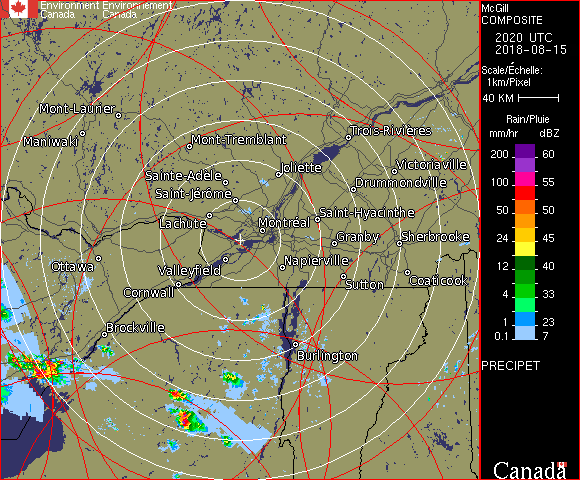 Environment Environnement
Canada Canada
Mont-Laurier
Maniwaki
Mont-Tremblant
Trois-Rivières
Sainte-Adèle
Joliette
Victoriaville
Saint-Jérôme
Drummondville
Lachute
Montréal
Saint-Hyacinthe
Granby
Sherbrooke
Ottawa
Valleyfield
Napierville
Cornwall
Sutton
Coaticook
Brockville
Burlington
McGill
COMPOSITE
2020 UTC
2018-08-15
Scale/Échelle:
1km/Pixel
40 KM
Rain/Pluie
mm/hr dBZ
200 60
100 55
50 50
24 45
12 40
4 33
1 23
0.1 7
PRECIPET
Canada